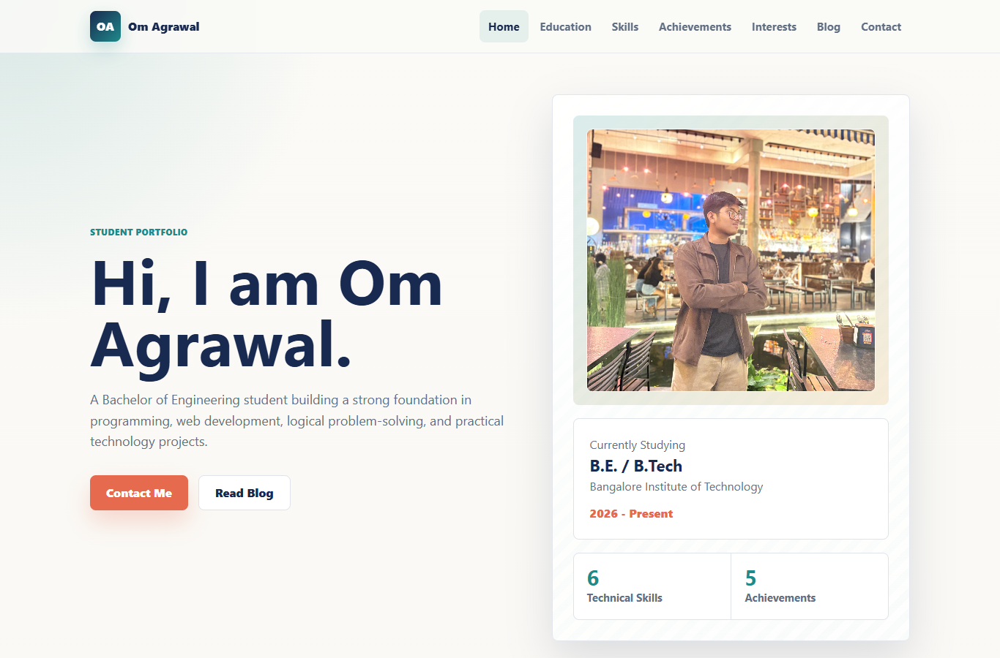 OA
Om Agrawal
Home
Education
Skills
Achievements
Interests
Blog
Contact
STUDENT PORTFOLIO
Hi, I am Om
Agrawal.
A Bachelor of Engineering student building a strong foundation in
programming, web development, logical problem-solving, and practical
technology projects.
Contact Me
Read Blog
Currently Studying
B.E. / B.Tech
Bangalore Institute of Technology
2026 - Present
6
Technical Skills
5
Achievements